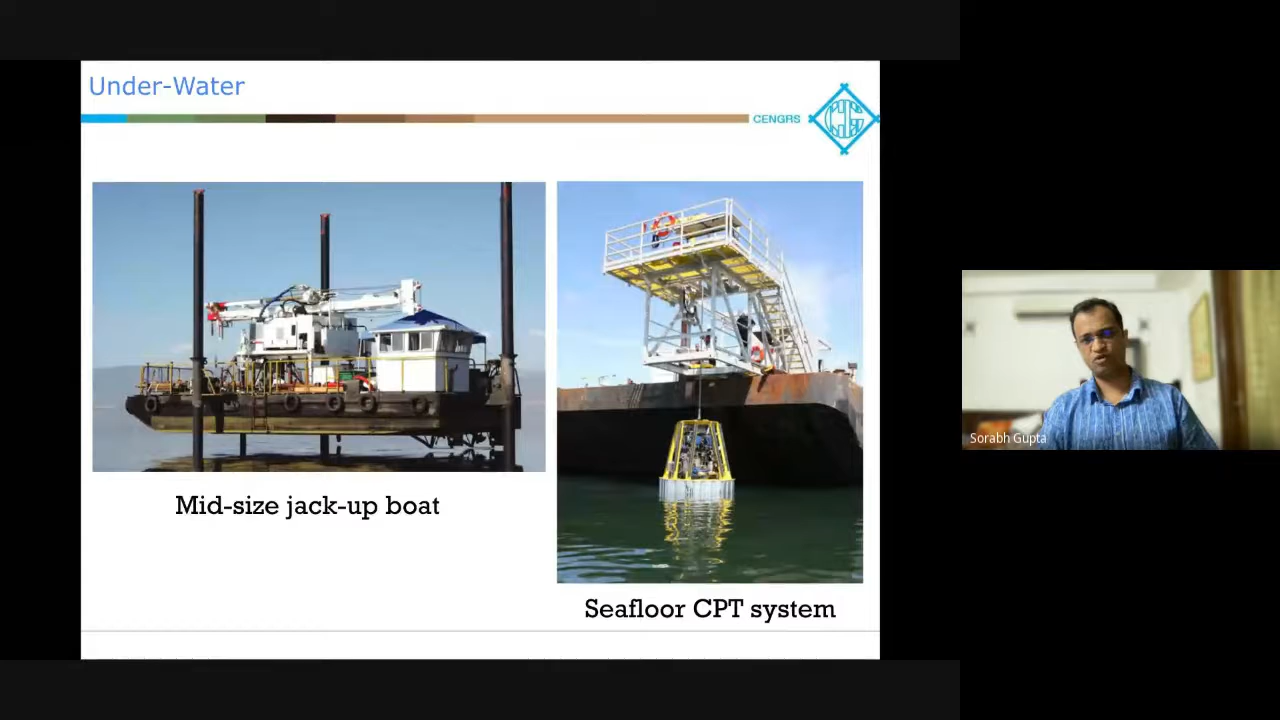 Under-Water
CENGRS
Mid-size jack-up boat
Seafloor CPT system
Sorabh Gupta